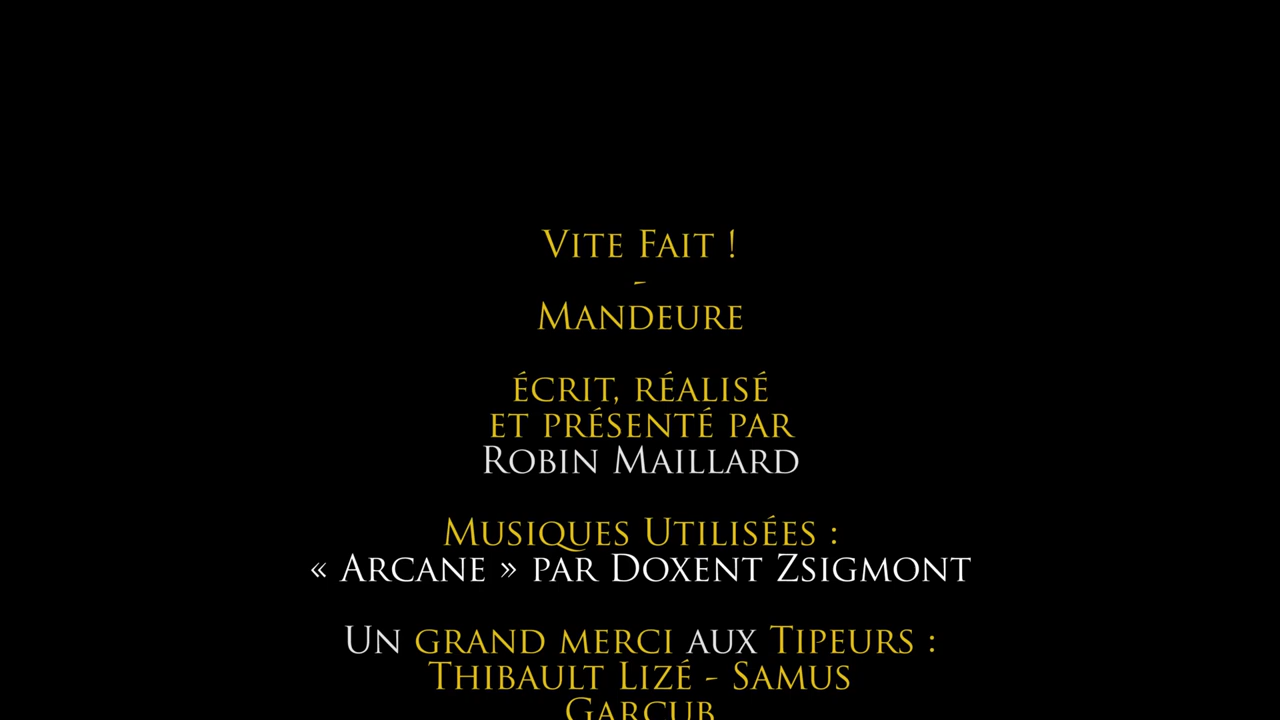 Vite Fait !
-
Mandeure
écrit, réalisé
et présenté par
Robin Maillard
Musiques Utilisées :
« Arcane » par Doxent Zsigmont
Un grand merci aux Tipeurs :
Thibault Lizé - Samus
Garcub